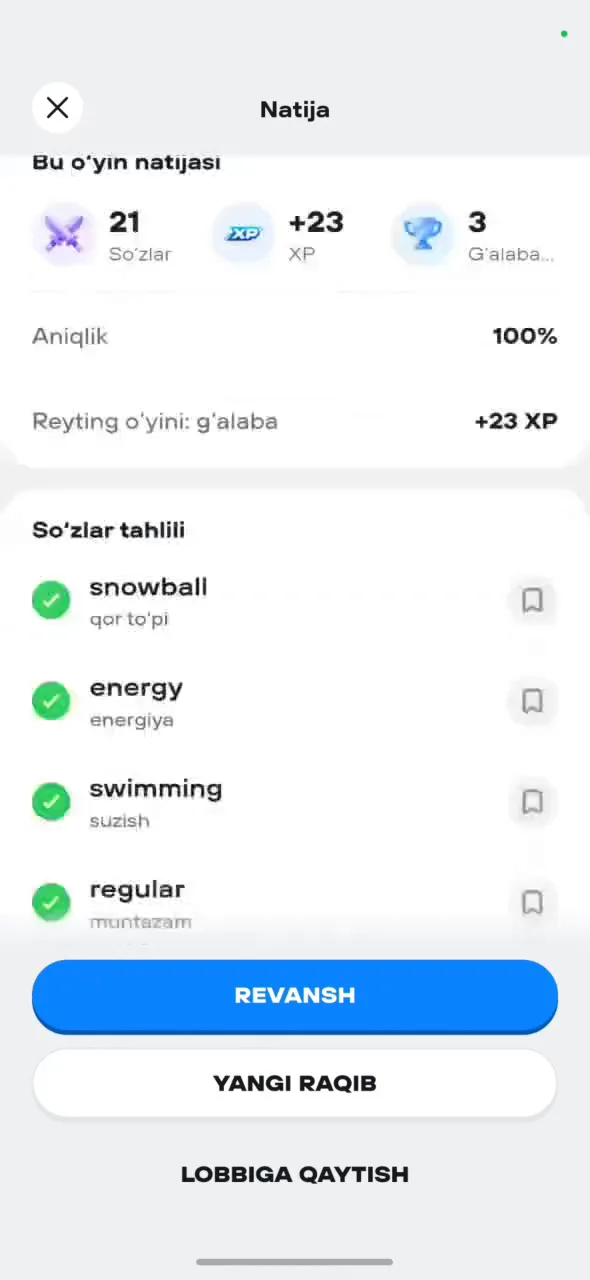 Natija
Bu o‘yin natijasi
21
So‘zlar
XP
+23
XP
3
G‘alaba...
Aniqlik
100%
Reyting o‘yini: g‘alaba
+23 XP
So‘zlar tahlili
snowball
qor to‘pi
energy
energiya
swimming
suzish
regular
muntazam
REVANSH
YANGI RAQIB
LOBBIGA QAYTISH